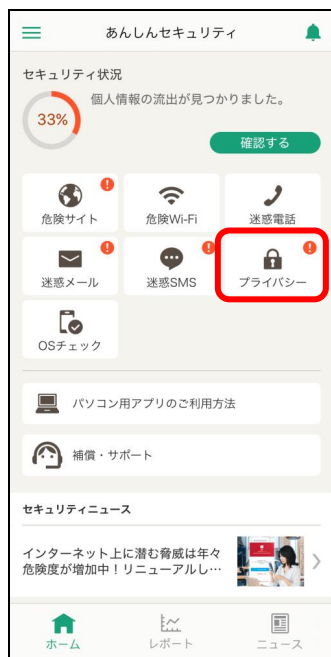 あんしんセキュリティ
セキュリティ状況
33%
個人情報の流出が見つかりました。
確認する
危険サイト
危険Wi-Fi
迷惑電話
迷惑メール
迷惑SMS
プライバシー
OSチェック
パソコン用アプリのご利用方法
補償・サポート
セキュリティニュース
インターネット上に潜む脅威は年々
危険度が増加中！リニューアルし…
ホーム
レポート
ニュース